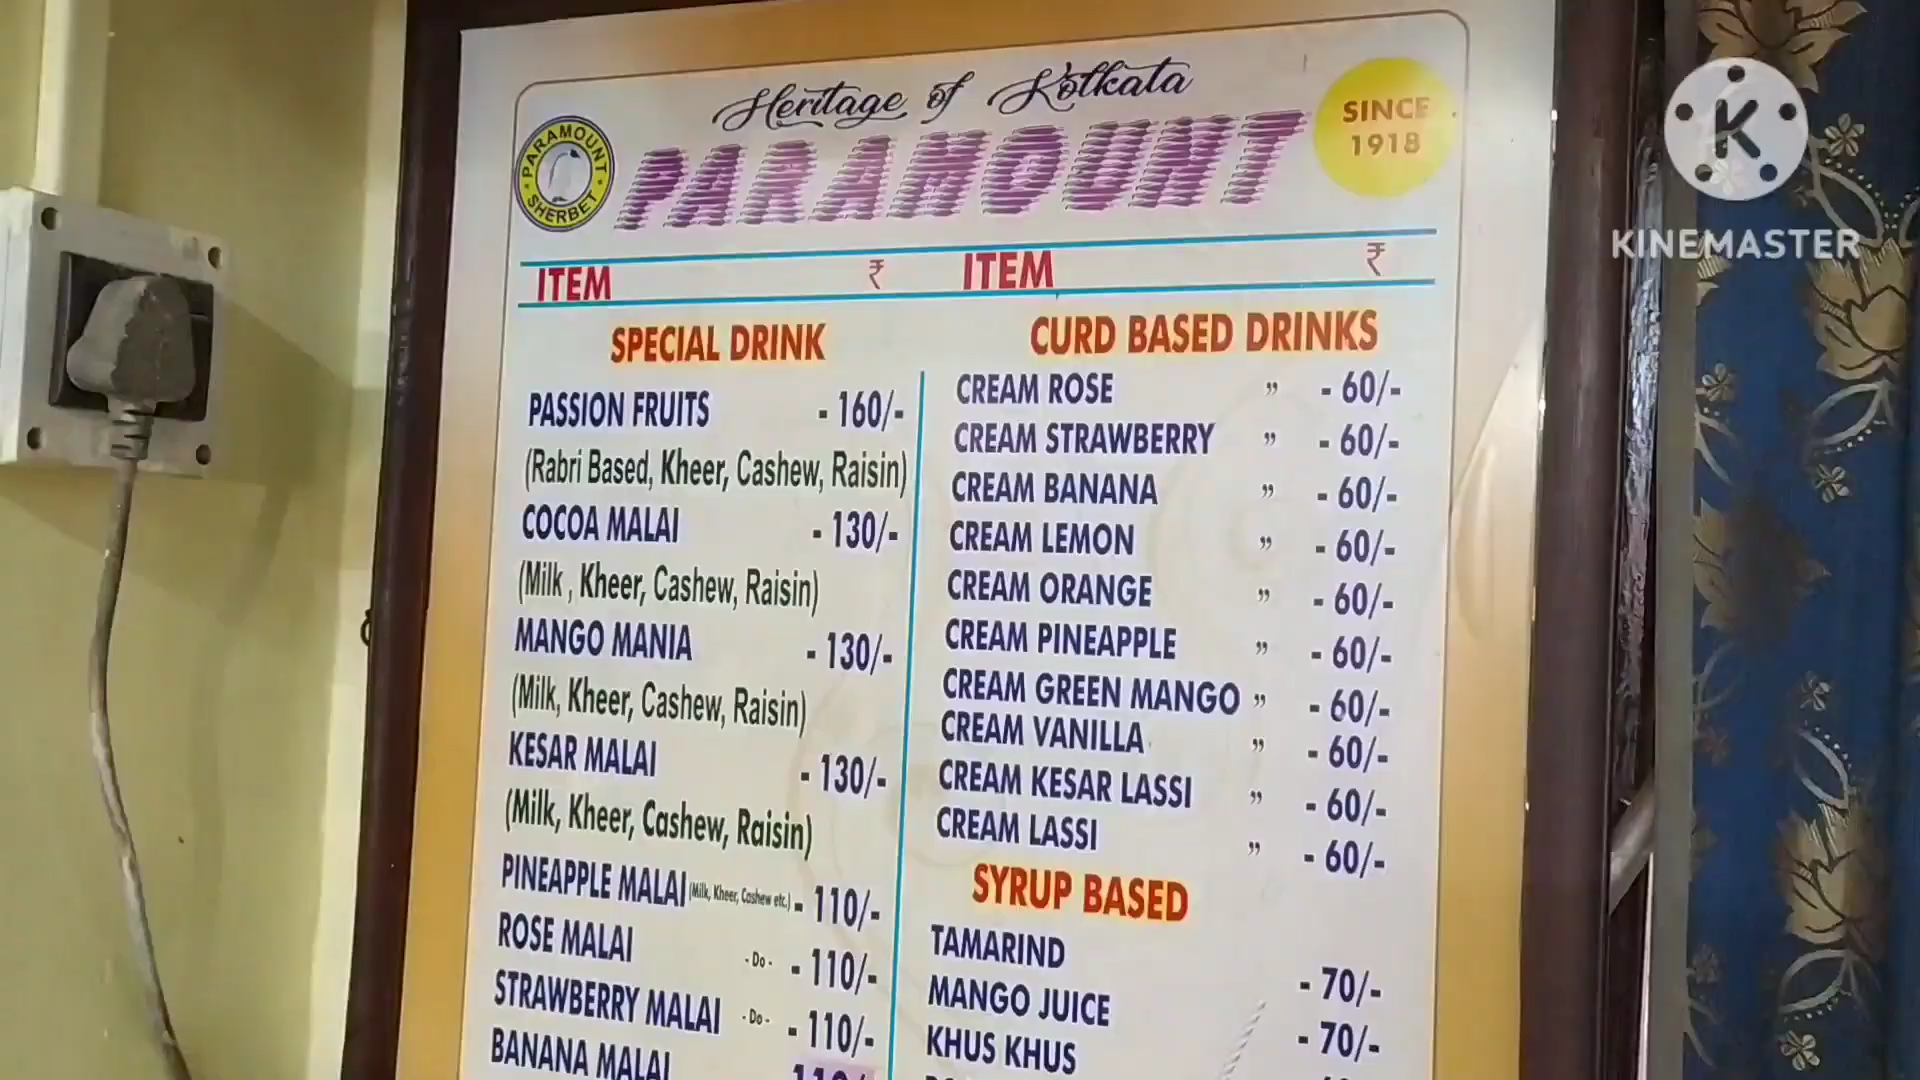 Heritage of Kolkata
PARAMOUNT
PARAMOUNT SHERBET
SINCE
1918
ITEM ₹ ITEM ₹
SPECIAL DRINK
PASSION FRUITS - 160/-
(Rabri Based, Kheer, Cashew, Raisin)
COCOA MALAI - 130/-
(Milk , Kheer, Cashew, Raisin)
MANGO MANIA - 130/-
(Milk, Kheer, Cashew, Raisin)
KESAR MALAI - 130/-
(Milk, Kheer, Cashew, Raisin)
PINEAPPLE MALAI (Milk, Kheer, Cashew etc.) - 110/-
ROSE MALAI - Do - - 110/-
STRAWBERRY MALAI - Do - - 110/-
BANANA MALAI
CURD BASED DRINKS
CREAM ROSE " - 60/-
CREAM STRAWBERRY " - 60/-
CREAM BANANA " - 60/-
CREAM LEMON " - 60/-
CREAM ORANGE " - 60/-
CREAM PINEAPPLE " - 60/-
CREAM GREEN MANGO " - 60/-
CREAM VANILLA " - 60/-
CREAM KESAR LASSI " - 60/-
CREAM LASSI " - 60/-
SYRUP BASED
TAMARIND - 70/-
MANGO JUICE - 70/-
KHUS KHUS
K
KINEMASTER